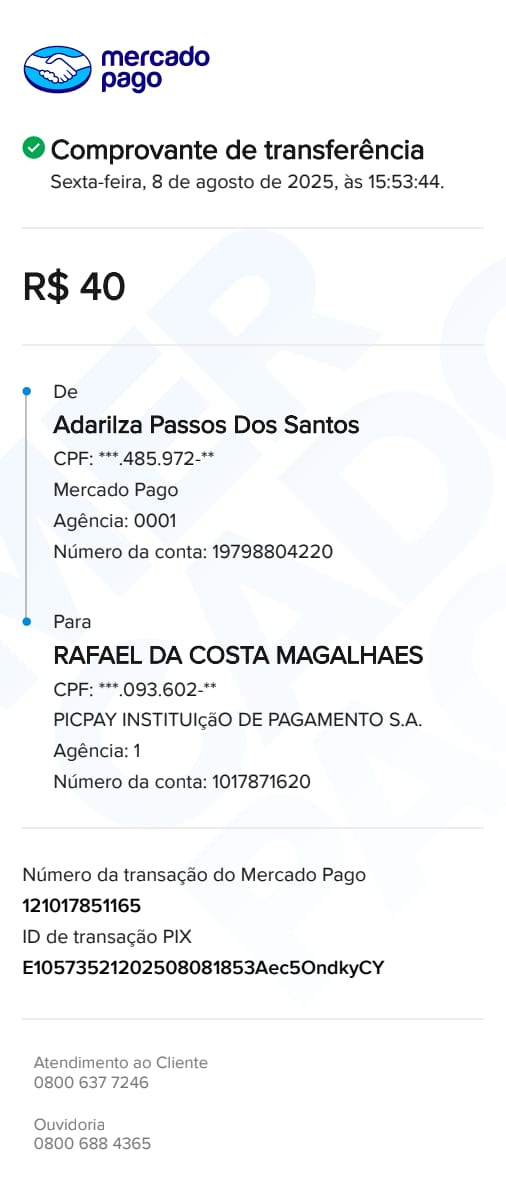 mercado
pago
Comprovante de transferência
Sexta-feira, 8 de agosto de 2025, às 15:53:44.
R$ 40
De
Adarilza Passos Dos Santos
CPF: ***.485.972-**
Mercado Pago
Agência: 0001
Número da conta: 19798804220
Para
RAFAEL DA COSTA MAGALHAES
CPF: ***.093.602-**
PICPAY INSTITUIçãO DE PAGAMENTO S.A.
Agência: 1
Número da conta: 1017871620
Número da transação do Mercado Pago
121017851165
ID de transação PIX
E10573521202508081853Aec5OndkyCY
Atendimento ao Cliente
0800 637 7246
Ouvidoria
0800 688 4365